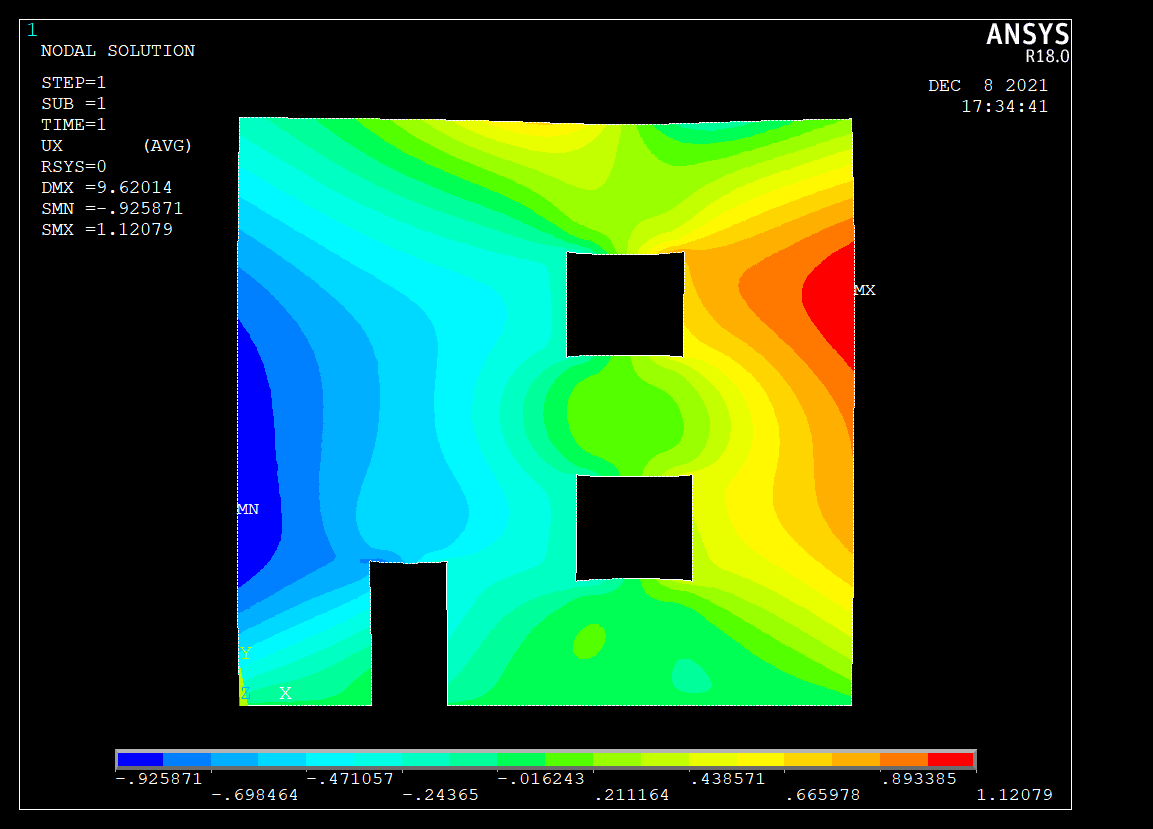 1
ANSYS
R18.0
NODAL SOLUTION
DEC 8 2021
17:34:41
STEP=1
SUB =1
TIME=1
UX (AVG)
RSYS=0
DMX =9.62014
SMN =-.925871
SMX =1.12079
MX
MN
Y
Z X
-.925871 -.471057 -.016243 .438571 .893385
-.698464 -.24365 .211164 .665978 1.12079